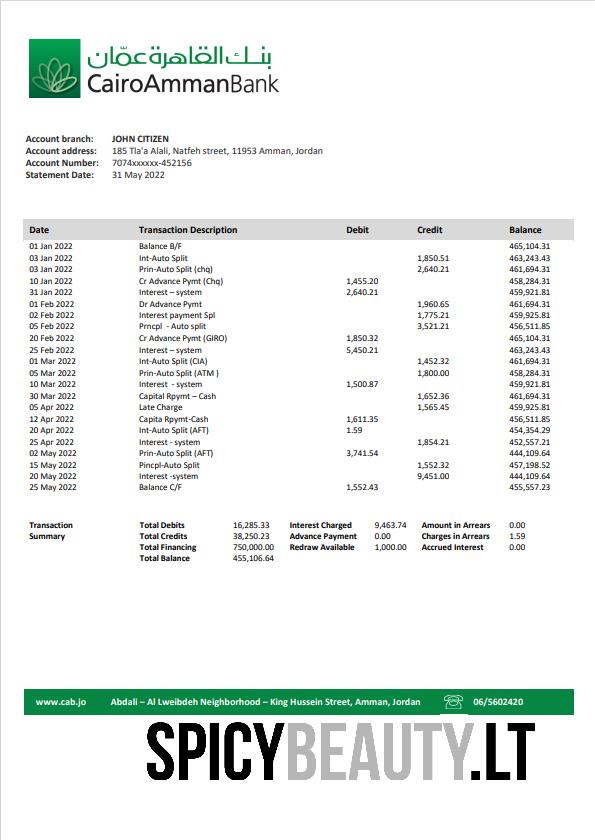 بنك القاهرة عمّان
CairoAmmanBank
Account branch: JOHN CITIZEN
Account address: 185 Tla'a Alali, Natfeh street, 11953 Amman, Jordan
Account Number: 7074xxxxxx-452156
Statement Date: 31 May 2022
Date Transaction Description Debit Credit Balance
01 Jan 2022 Balance B/F 465,104.31
03 Jan 2022 Int-Auto Split 1,850.51 463,243.43
03 Jan 2022 Prin-Auto Split (chq) 2,640.21 461,694.31
10 Jan 2022 Cr Advance Pymt (Chq) 1,455.20 458,284.31
31 Jan 2022 Interest – system 2,640.21 459,921.81
01 Feb 2022 Dr Advance Pymt 1,960.65 461,694.31
02 Feb 2022 Interest payment Spl 1,775.21 459,925.81
05 Feb 2022 Prncpl - Auto split 3,521.21 456,511.85
20 Feb 2022 Cr Advance Pymt (GIRO) 1,850.32 465,104.31
25 Feb 2022 Interest – system 5,450.21 463,243.43
01 Mar 2022 Int-Auto Split (CIA) 1,452.32 461,694.31
05 Mar 2022 Prin-Auto Split (ATM ) 1,800.00 458,284.31
10 Mar 2022 Interest - system 1,500.87 459,921.81
30 Mar 2022 Capital Rpymt – Cash 1,652.36 461,694.31
05 Apr 2022 Late Charge 1,565.45 459,925.81
12 Apr 2022 Capita Rpymt-Cash 1,611.35 456,511.85
20 Apr 2022 Int-Auto Split (AFT) 1.59 454,354.29
25 Apr 2022 Interest - system 1,854.21 452,557.21
02 May 2022 Prin-Auto Split (AFT) 3,741.54 444,109.64
15 May 2022 Pincpl-Auto Split 1,552.32 457,198.52
20 May 2022 Interest -system 9,451.00 444,109.64
25 May 2022 Balance C/F 1,552.43 455,557.23
Transaction Total Debits 16,285.33 Interest Charged 9,463.74 Amount in Arrears 0.00
Summary Total Credits 38,250.23 Advance Payment 0.00 Charges in Arrears 1.59
Total Financing 750,000.00 Redraw Available 1,000.00 Accrued Interest 0.00
Total Balance 455,106.64
www.cab.jo Abdali – Al Lweibdeh Neighborhood – King Hussein Street, Amman, Jordan 06/5602420
SPICYBEAUTY.LT